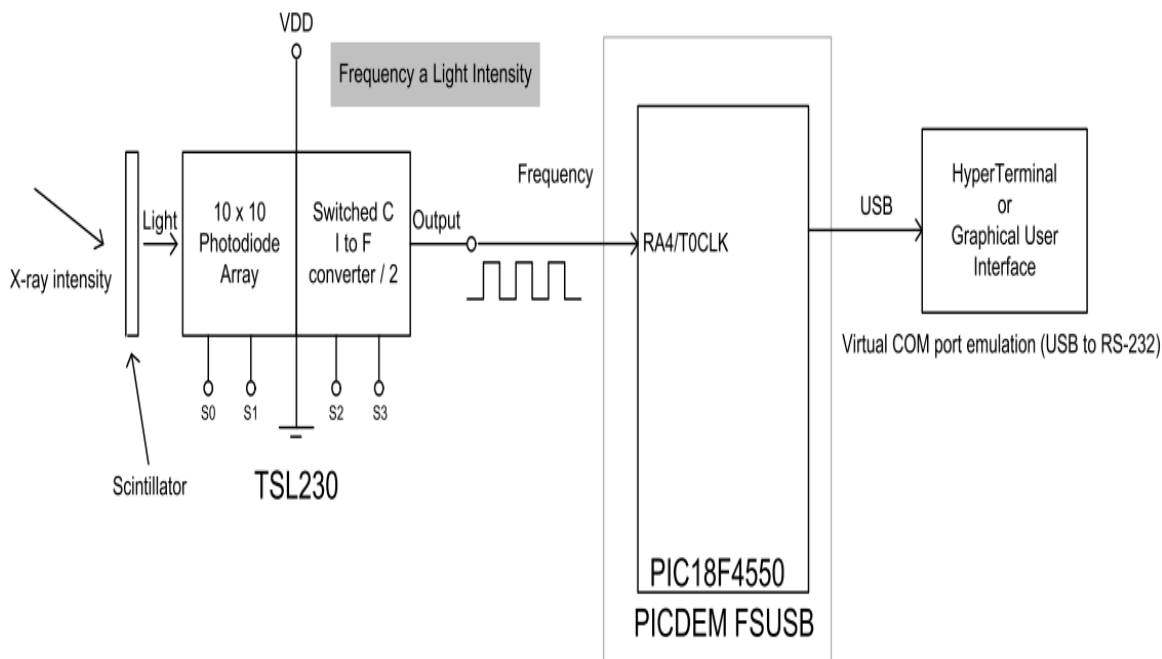 VDD
Frequency a Light Intensity
X-ray intensity
Light
10 x 10
Photodiode
Array
Switched C
I to F
converter / 2
Output
Frequency
RA4/T0CLK
USB
HyperTerminal
or
Graphical User
Interface
Virtual COM port emulation (USB to RS-232)
S0
S1
S2
S3
Scintillator
TSL230
PIC18F4550
PICDEM FSUSB